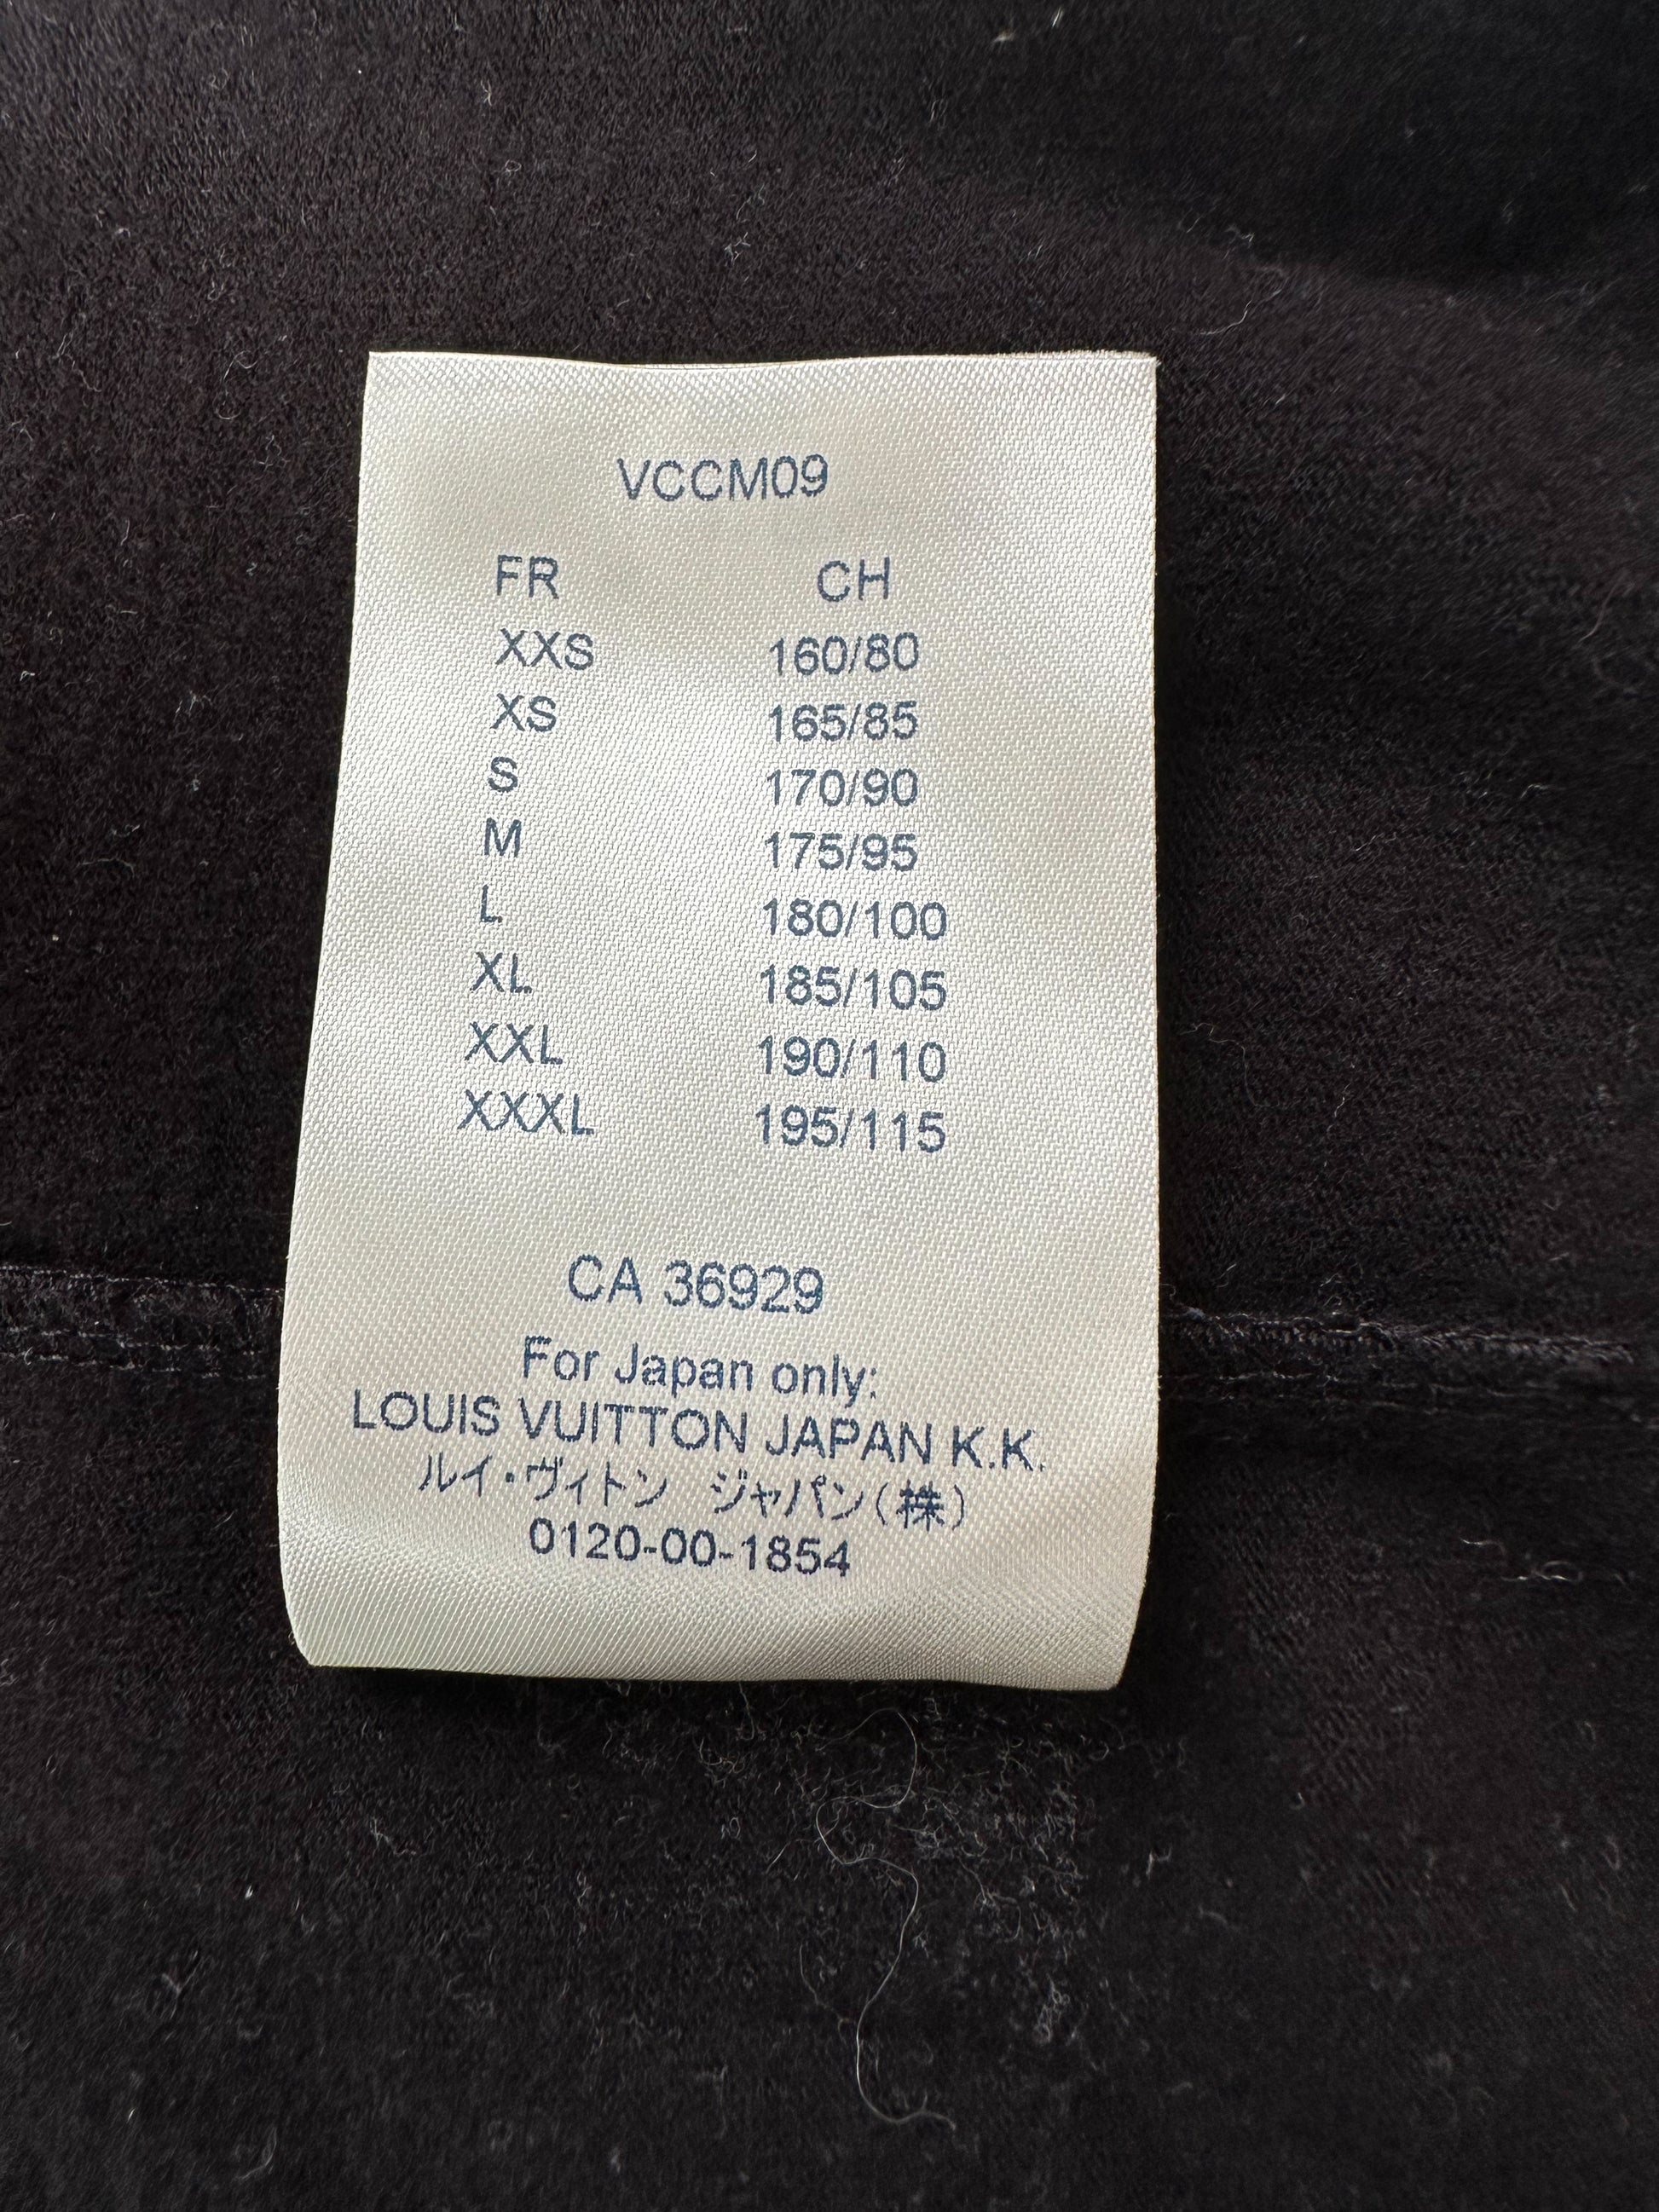 VCCM09
FR CH
XXS 160/80
XS 165/85
S 170/90
M 175/95
L 180/100
XL 185/105
XXL 190/110
XXXL 195/115
CA 36929
For Japan only:
LOUIS VUITTON JAPAN K.K.
ルイ・ヴィトン ジャパン(株)
0120-00-1854